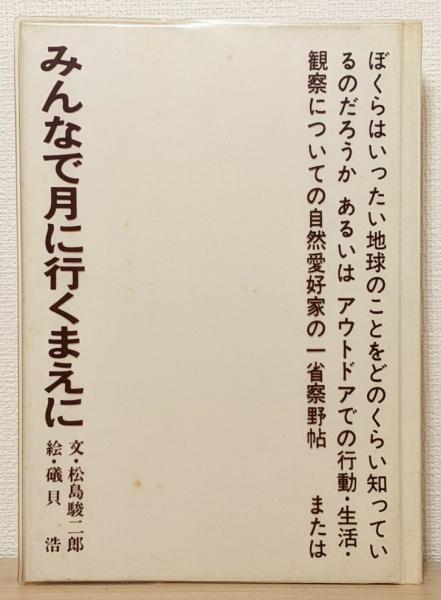 ぼくらはいったい地球のことをどのくらい知ってい
るのだろうか　あるいは　アウトドアでの行動・生活・
観察についての自然愛好家の一省察野帖　または
みんなで月に行くまえに
文・松島駿二郎
絵・礒貝　浩